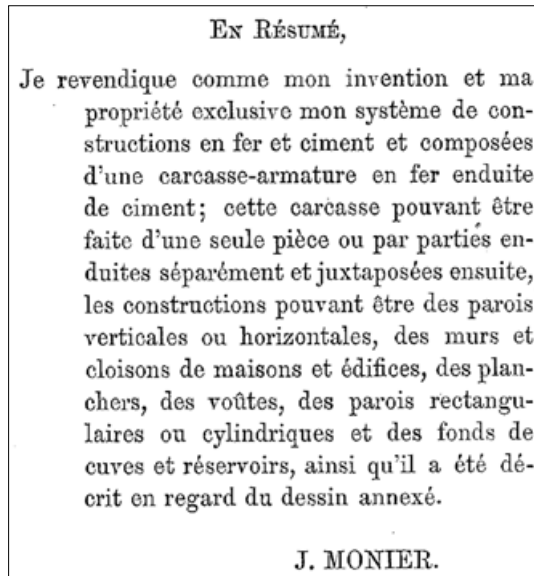 En Résumé,
Je revendique comme mon invention et ma
propriété exclusive mon système de con-
structions en fer et ciment et composées
d'une carcasse-armature en fer enduite
de ciment; cette carcasse pouvant être
faite d'une seule pièce ou par parties en-
duites séparément et juxtaposées ensuite,
les constructions pouvant être des parois
verticales ou horizontales, des murs et
cloisons de maisons et édifices, des plan-
chers, des voûtes, des parois rectangu-
laires ou cylindriques et des fonds de
cuves et réservoirs, ainsi qu'il a été dé-
crit en regard du dessin annexé.
J. MONIER.